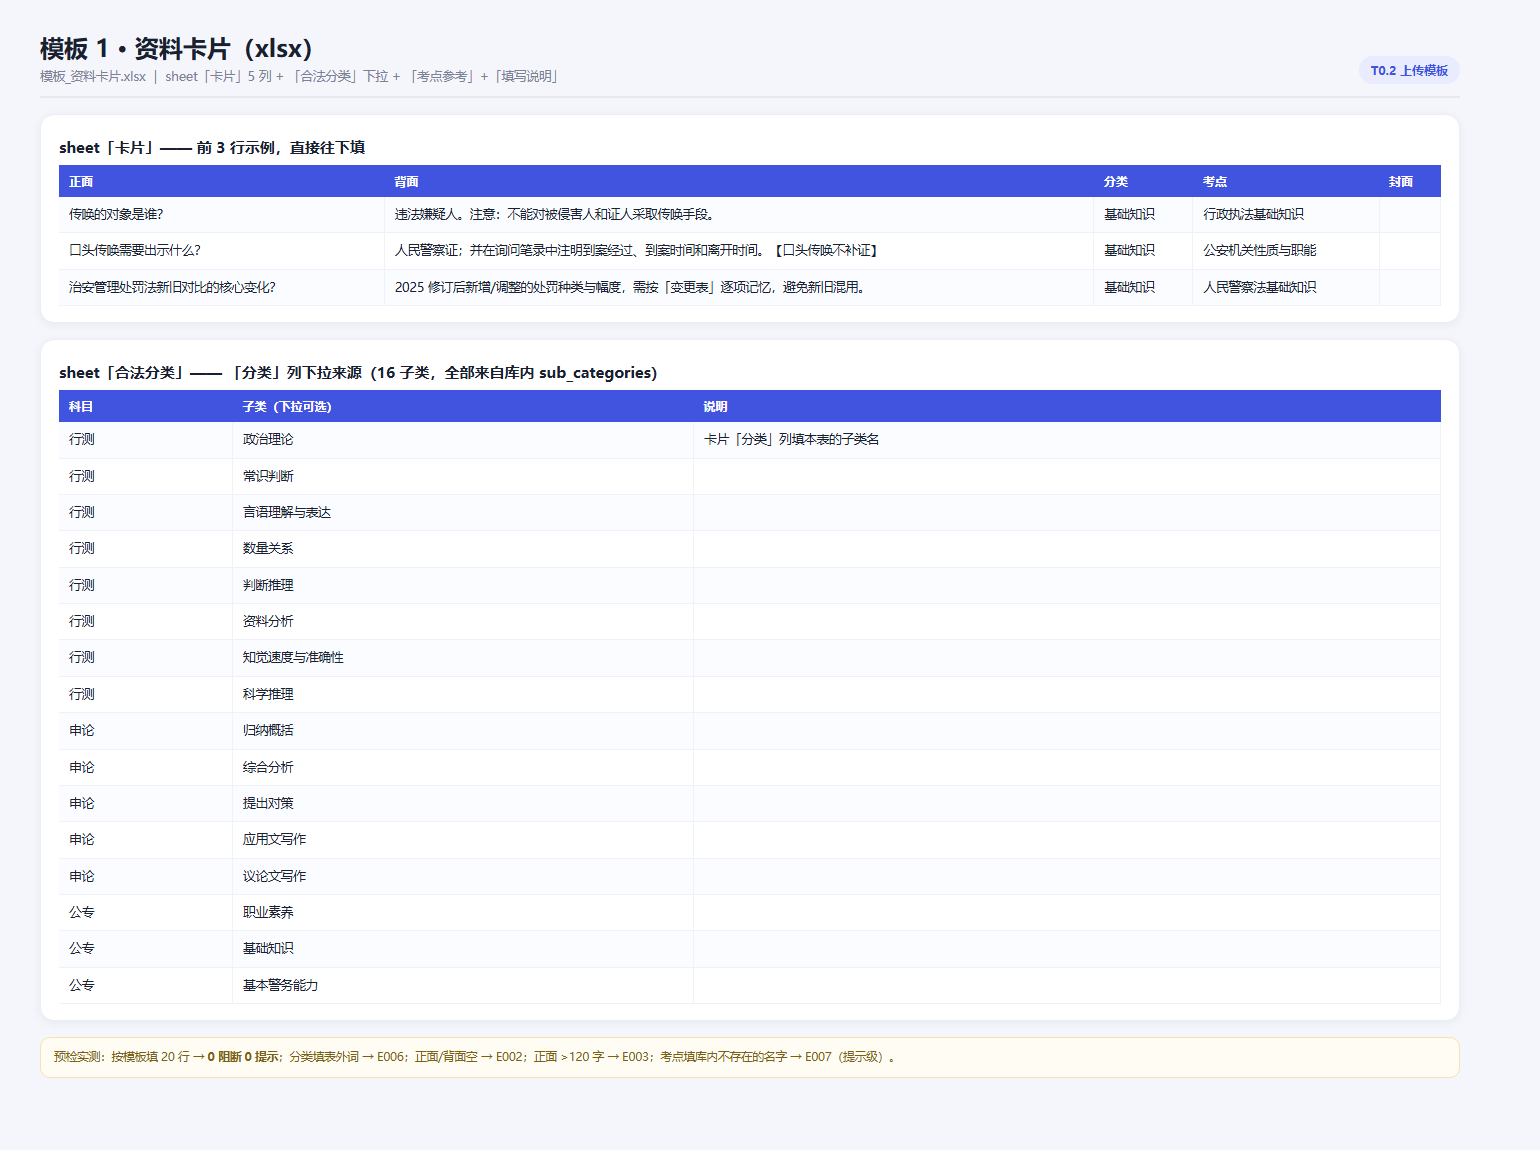 模板 1 · 资料卡片（xlsx）
模板_资料卡片.xlsx ｜ sheet「卡片」5 列 + 「合法分类」下拉 + 「考点参考」+「填写说明」
T0.2 上传模板
sheet「卡片」—— 前 3 行示例，直接往下填
正面 背面 分类 考点 封面
传唤的对象是谁？ 违法嫌疑人。注意：不能对被侵害人和证人采取传唤手段。 基础知识 行政执法基础知识
口头传唤需要出示什么？ 人民警察证；并在询问笔录中注明到案经过、到案时间和离开时间。【口头传唤不补证】 基础知识 公安机关性质与职能
治安管理处罚法新旧对比的核心变化？ 2025 修订后新增/调整的处罚种类与幅度，需按「变更表」逐项记忆，避免新旧混用。 基础知识 人民警察法基础知识
sheet「合法分类」—— 「分类」列下拉来源（16 子类，全部来自库内 sub_categories）
科目 子类（下拉可选） 说明
行测 政治理论 卡片「分类」列填本表的子类名
行测 常识判断
行测 言语理解与表达
行测 数量关系
行测 判断推理
行测 资料分析
行测 知觉速度与准确性
行测 科学推理
申论 归纳概括
申论 综合分析
申论 提出对策
申论 应用文写作
申论 议论文写作
公专 职业素养
公专 基础知识
公专 基本警务能力
预检实测：按模板填 20 行 → 0 阻断 0 提示；分类填表外词 → E006；正面/背面空 → E002；正面 >120 字 → E003；考点填库内不存在的名字 → E007（提示级）。